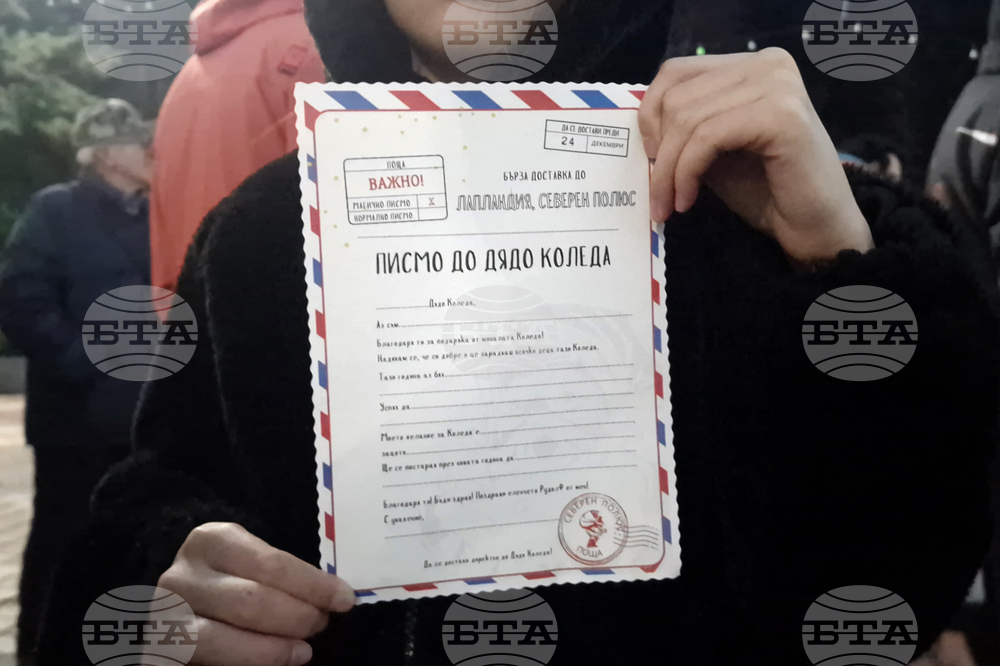 БТА
БТА
БТА
ДА СЕ ДОСТАВИ ПРЕДИ
24 ДЕКЕМВРИ
ПОЩА
ВАЖНО!
МАГИЧНО ПИСМО X
НОРМАЛНО ПИСМО
БЪРЗА ДОСТАВКА ДО
ЛАПЛАНДИЯ, СЕВЕРЕН ПОЛЮС
ПИСМО ДО ДЯДО КОЛЕДА
Дядо Коледа,
Аз съм
Благодаря ти за подаръка от миналата Коледа!
Надявам се, че си добре и ще зарадваш всички деца тази Коледа.
Тази година аз бях
Успях да
Моето желание за Коледа е
защото
Ще се постарая през новата година да
Благодаря ти! Бъди здрав! Поздрави еленчето Рудолф от мен!
С уважение,
СЕВЕРЕН ПОЛЮС
ПОЩА
Да се достави директно до Дядо Коледа!
БТА
БТА
БТА
БТА
БТА
БТА